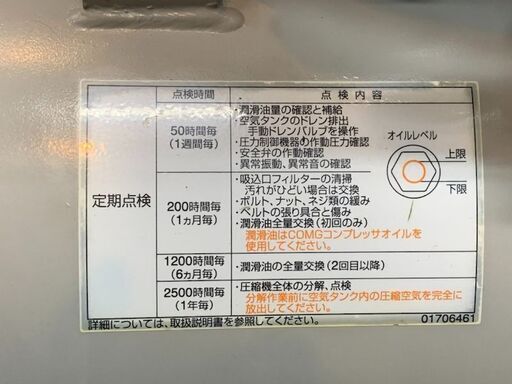 点検時間
点検内容
定期点検
50時間毎
(1週間毎)
・潤滑油量の確認と補給
・空気タンクのドレン排出
手動ドレンバルブを操作
・圧力制御機器の作動圧力確認
・安全弁の作動確認
・異常振動、異常音の確認
オイルレベル
上限
下限
200時間毎
(1ヵ月毎)
・吸込口フィルターの清掃
汚れがひどい場合は交換
・ボルト、ナット、ネジ類の緩み
・ベルトの張り具合と傷み
・潤滑油全量交換(初回のみ)
潤滑油はCOMGコンプレッサオイルを
使用してください。
1200時間毎
(6ヵ月毎)
・潤滑油の全量交換(2回目以降)
2500時間毎
(1年毎)
・圧縮機全体の分解、点検
分解作業前に空気タンク内の圧縮空気を完全に
放出してください。
詳細については、取扱説明書を参照してください。
01706461